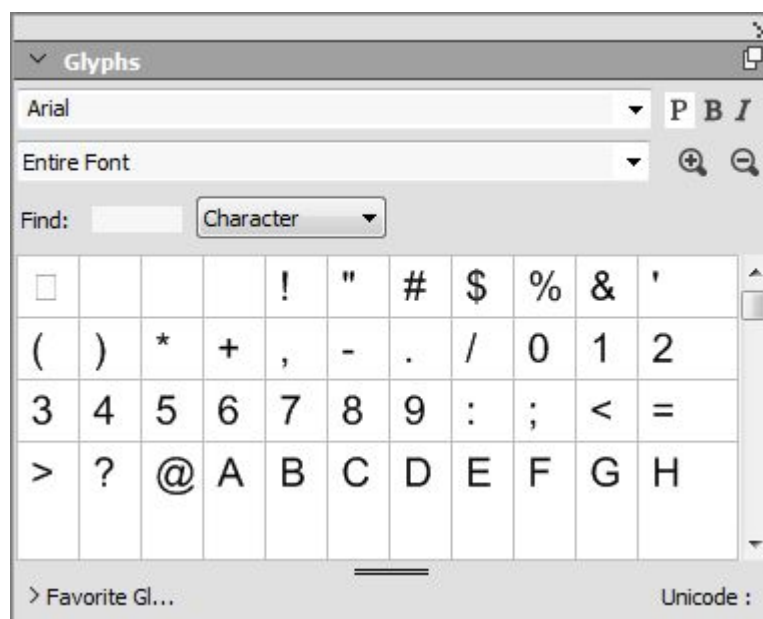 Glyphs
Arial P B I
Entire Font
Find: Character
! " # $ % & '
( ) * + , - . / 0 1 2
3 4 5 6 7 8 9 : ; < =
> ? @ A B C D E F G H
> Favorite Gl... Unicode :